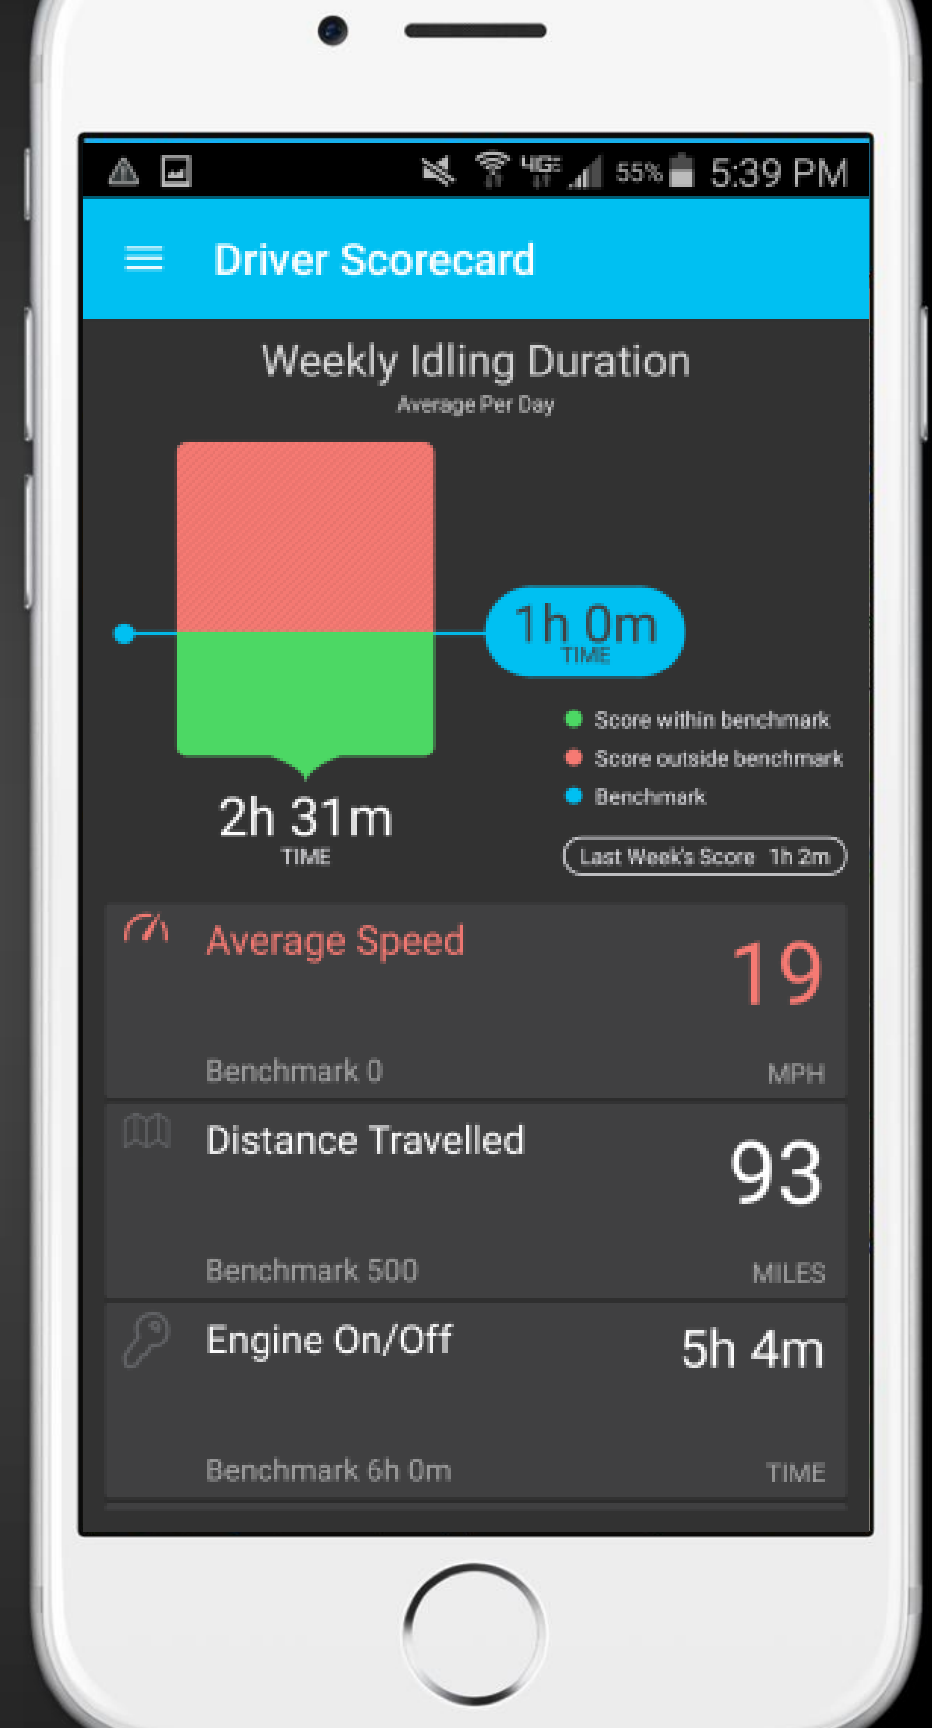 4G 55% 5:39 PM
Driver Scorecard
Weekly Idling Duration
Average Per Day
1h 0m
TIME
Score within benchmark
Score outside benchmark
Benchmark
2h 31m
TIME
Last Week's Score 1h 2m
Average Speed
19
Benchmark 0
MPH
Distance Travelled
93
Benchmark 500
MILES
Engine On/Off
5h 4m
Benchmark 6h 0m
TIME